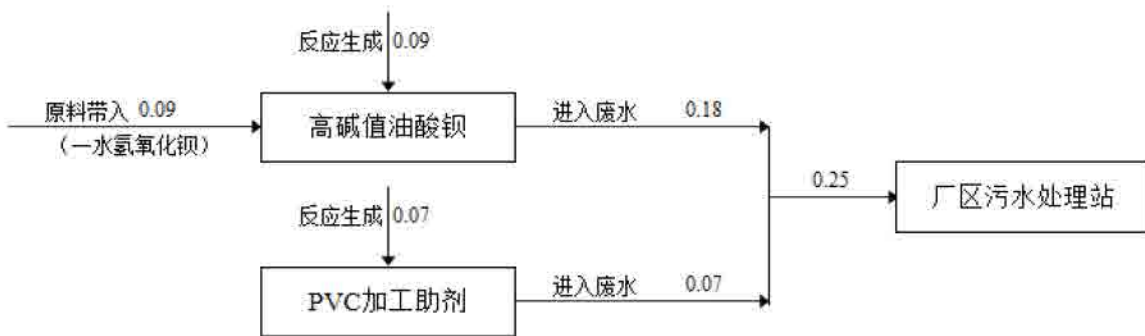 反应生成 0.09
原料带入 0.09
（一水氢氧化钡）
高碱值油酸钡
进入废水 0.18
0.25
厂区污水处理站
反应生成 0.07
PVC加工助剂
进入废水 0.07